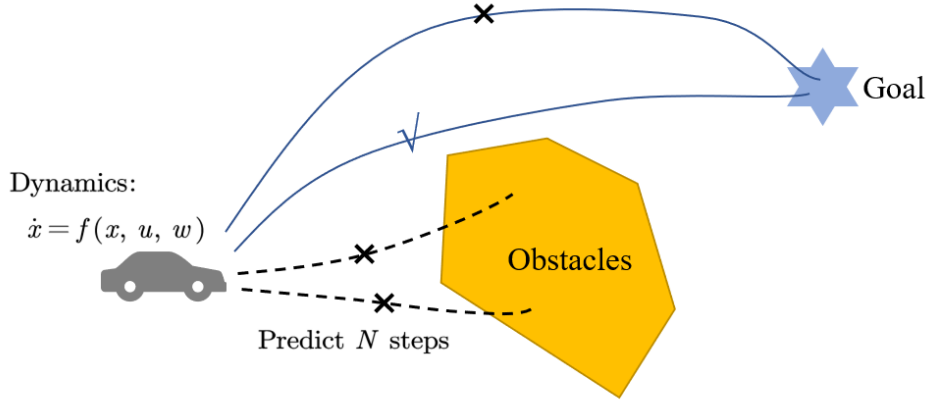 Goal
Dynamics:
ẋ = f(x, u, w)
Obstacles
Predict N steps